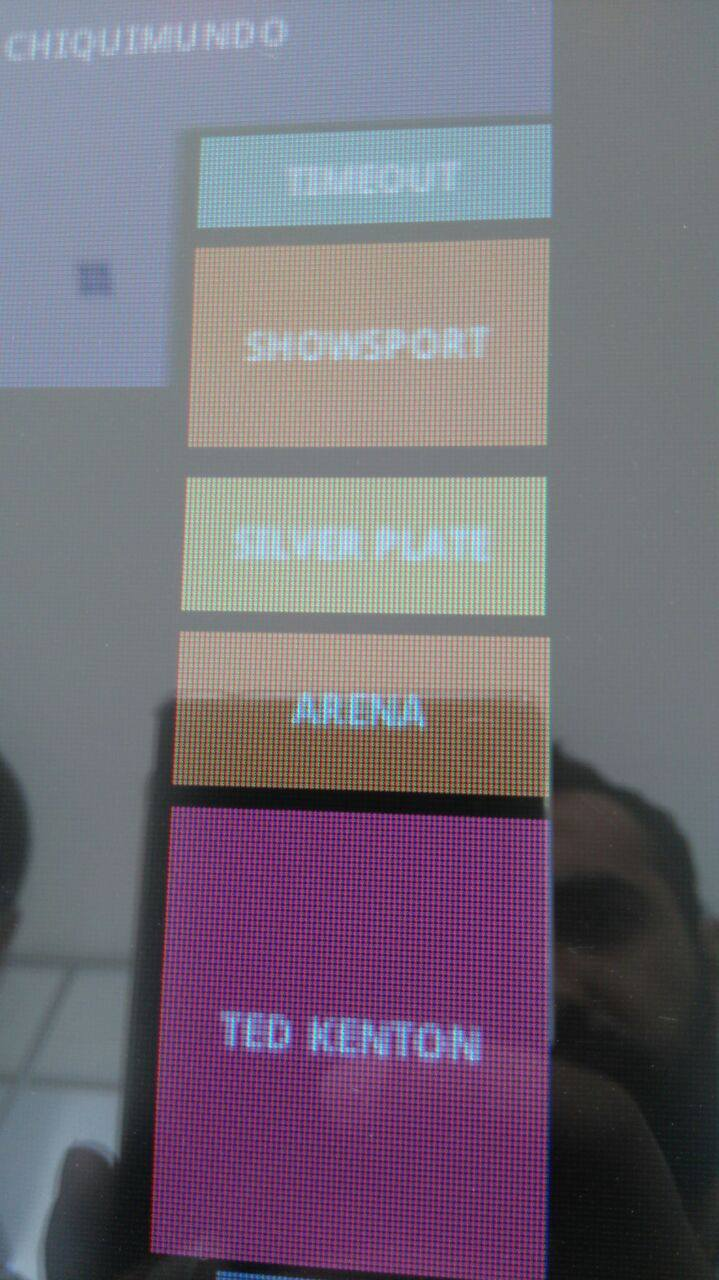 CHIQUIMUNDO
TIMEOUT
SHOWSPORT
SILVER PLATE
ARENA
TED KENTON